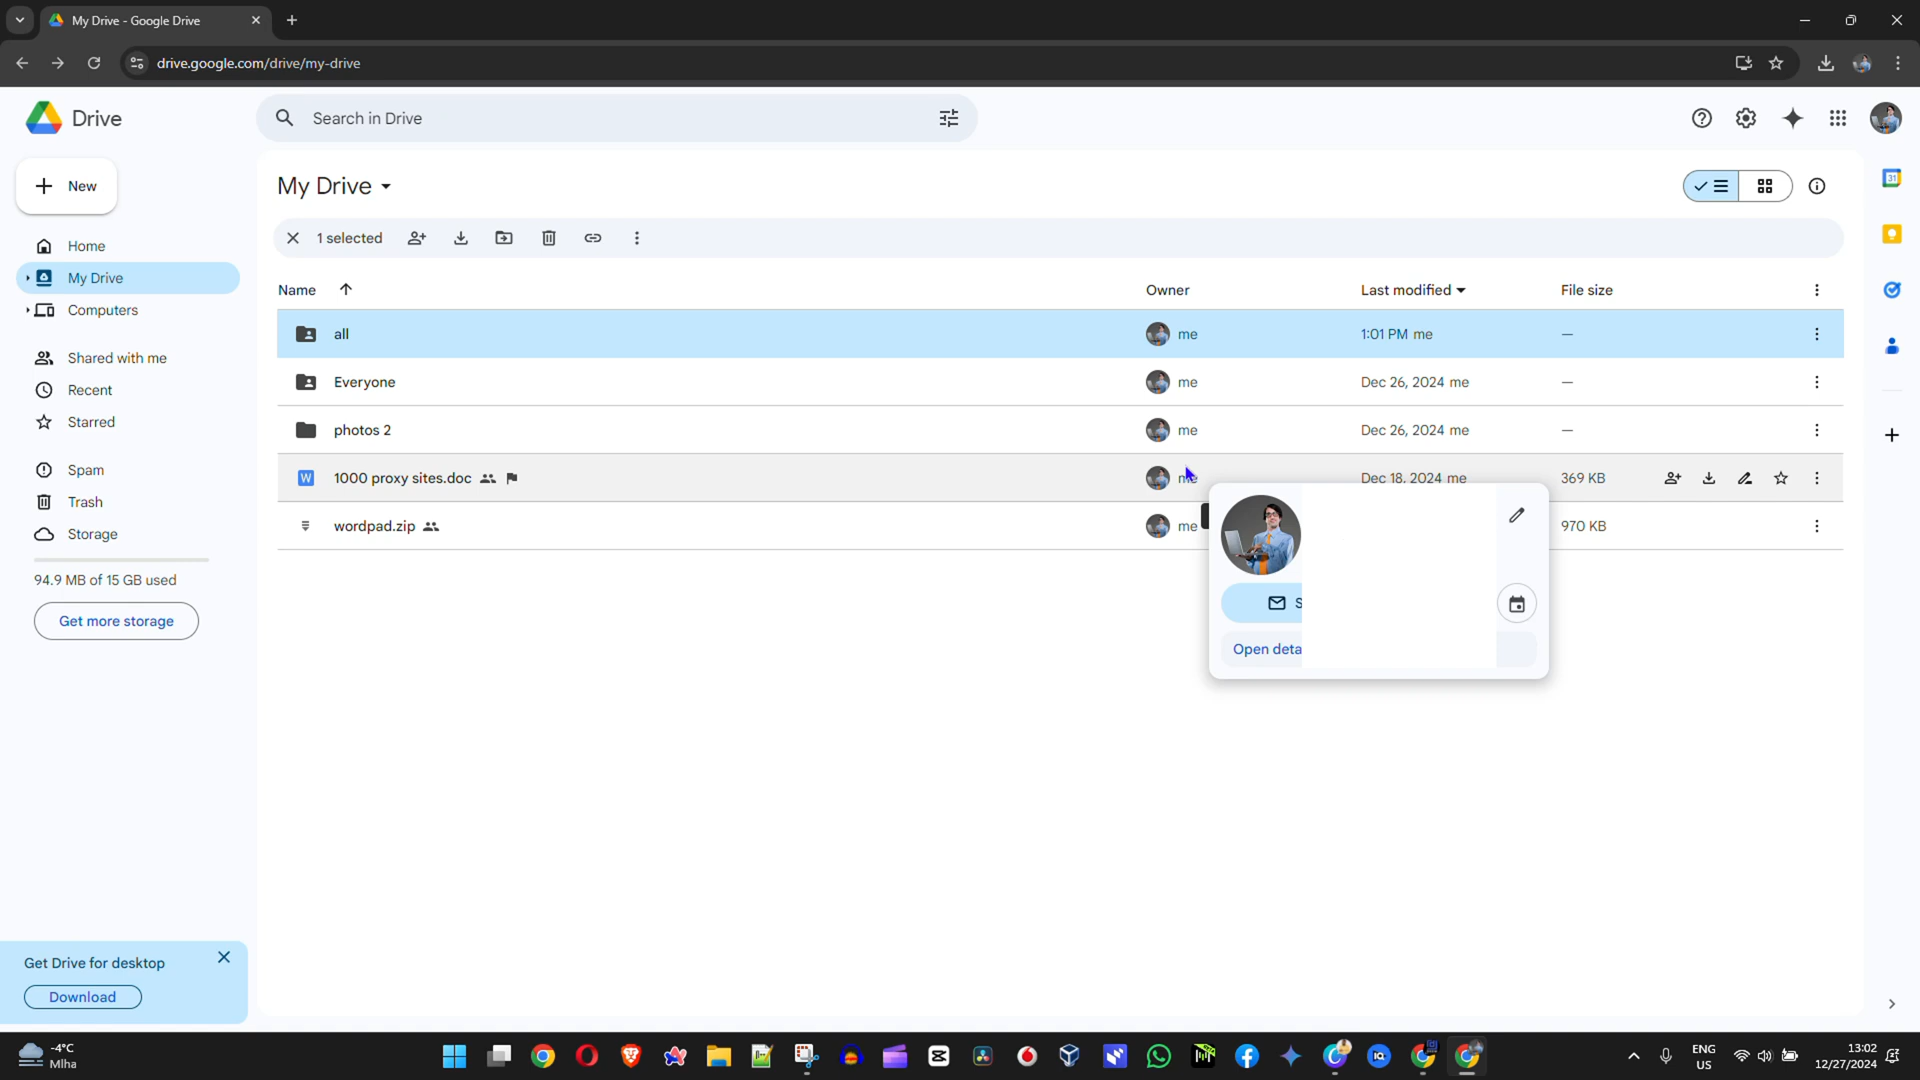 My Drive - Google Drive
drive.google.com/drive/my-drive
Drive
Search in Drive
New
My Drive
1 selected
Home
My Drive
Computers
Shared with me
Recent
Starred
Spam
Trash
Storage
94.9 MB of 15 GB used
Get more storage
Name Owner Last modified File size
all me 1:01 PM me —
Everyone me Dec 26, 2024 me —
photos 2 me Dec 26, 2024 me —
W 1000 proxy sites.doc me Dec 18, 2024 me 369 KB
wordpad.zip me 970 KB
S
Open deta
31
Get Drive for desktop
Download
-4°C
Mlha
ENG
US
13:02
12/27/2024